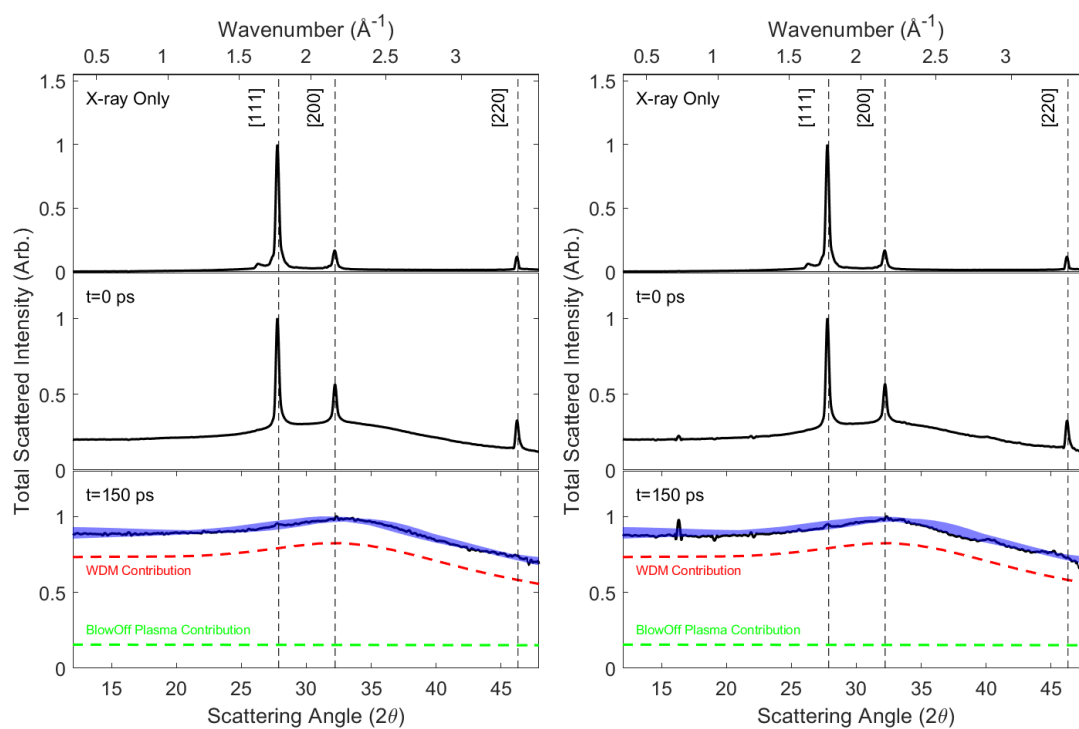 Wavenumber (Å-1)
0.5 1 1.5 2 2.5 3
1.5
X-ray Only
[111]
[200]
[220]
1
0.5
0
t=0 ps
1
0.5
0
t=150 ps
1
WDM Contribution
0.5
BlowOff Plasma Contribution
0
15 20 25 30 35 40 45
Scattering Angle (2θ)
Total Scattered Intensity (Arb.)
Wavenumber (Å-1)
0.5 1 1.5 2 2.5 3
1.5
X-ray Only
[111]
[200]
[220]
1
0.5
0
t=0 ps
1
0.5
0
t=150 ps
1
WDM Contribution
0.5
BlowOff Plasma Contribution
0
15 20 25 30 35 40 45
Scattering Angle (2θ)
Total Scattered Intensity (Arb.)